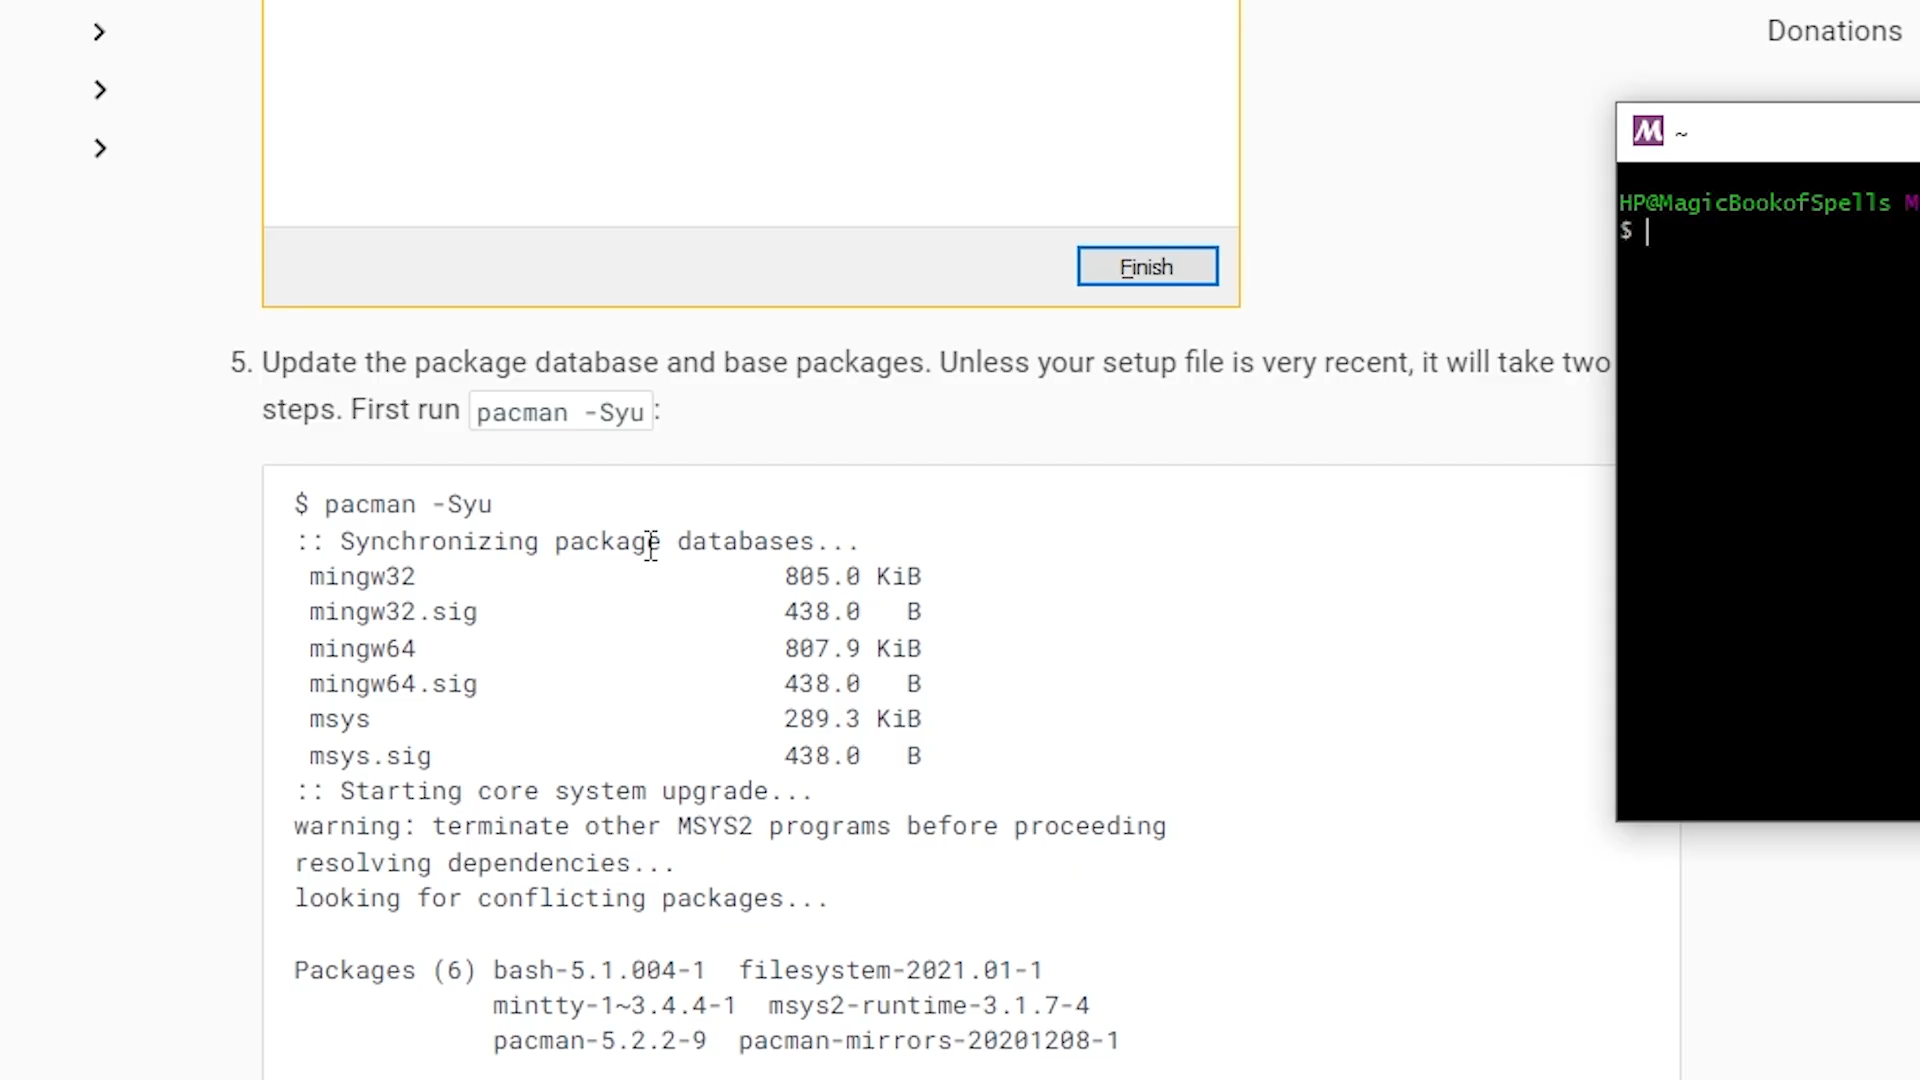 Donations
~
HP@MagicBookofSpells M
$
Finish
5. Update the package database and base packages. Unless your setup file is very recent, it will take two
steps. First run pacman -Syu:
$ pacman -Syu
:: Synchronizing package databases...
mingw32 805.0 KiB
mingw32.sig 438.0 B
mingw64 807.9 KiB
mingw64.sig 438.0 B
msys 289.3 KiB
msys.sig 438.0 B
:: Starting core system upgrade...
warning: terminate other MSYS2 programs before proceeding
resolving dependencies...
looking for conflicting packages...
Packages (6) bash-5.1.004-1 filesystem-2021.01-1
mintty-1~3.4.4-1 msys2-runtime-3.1.7-4
pacman-5.2.2-9 pacman-mirrors-20201208-1